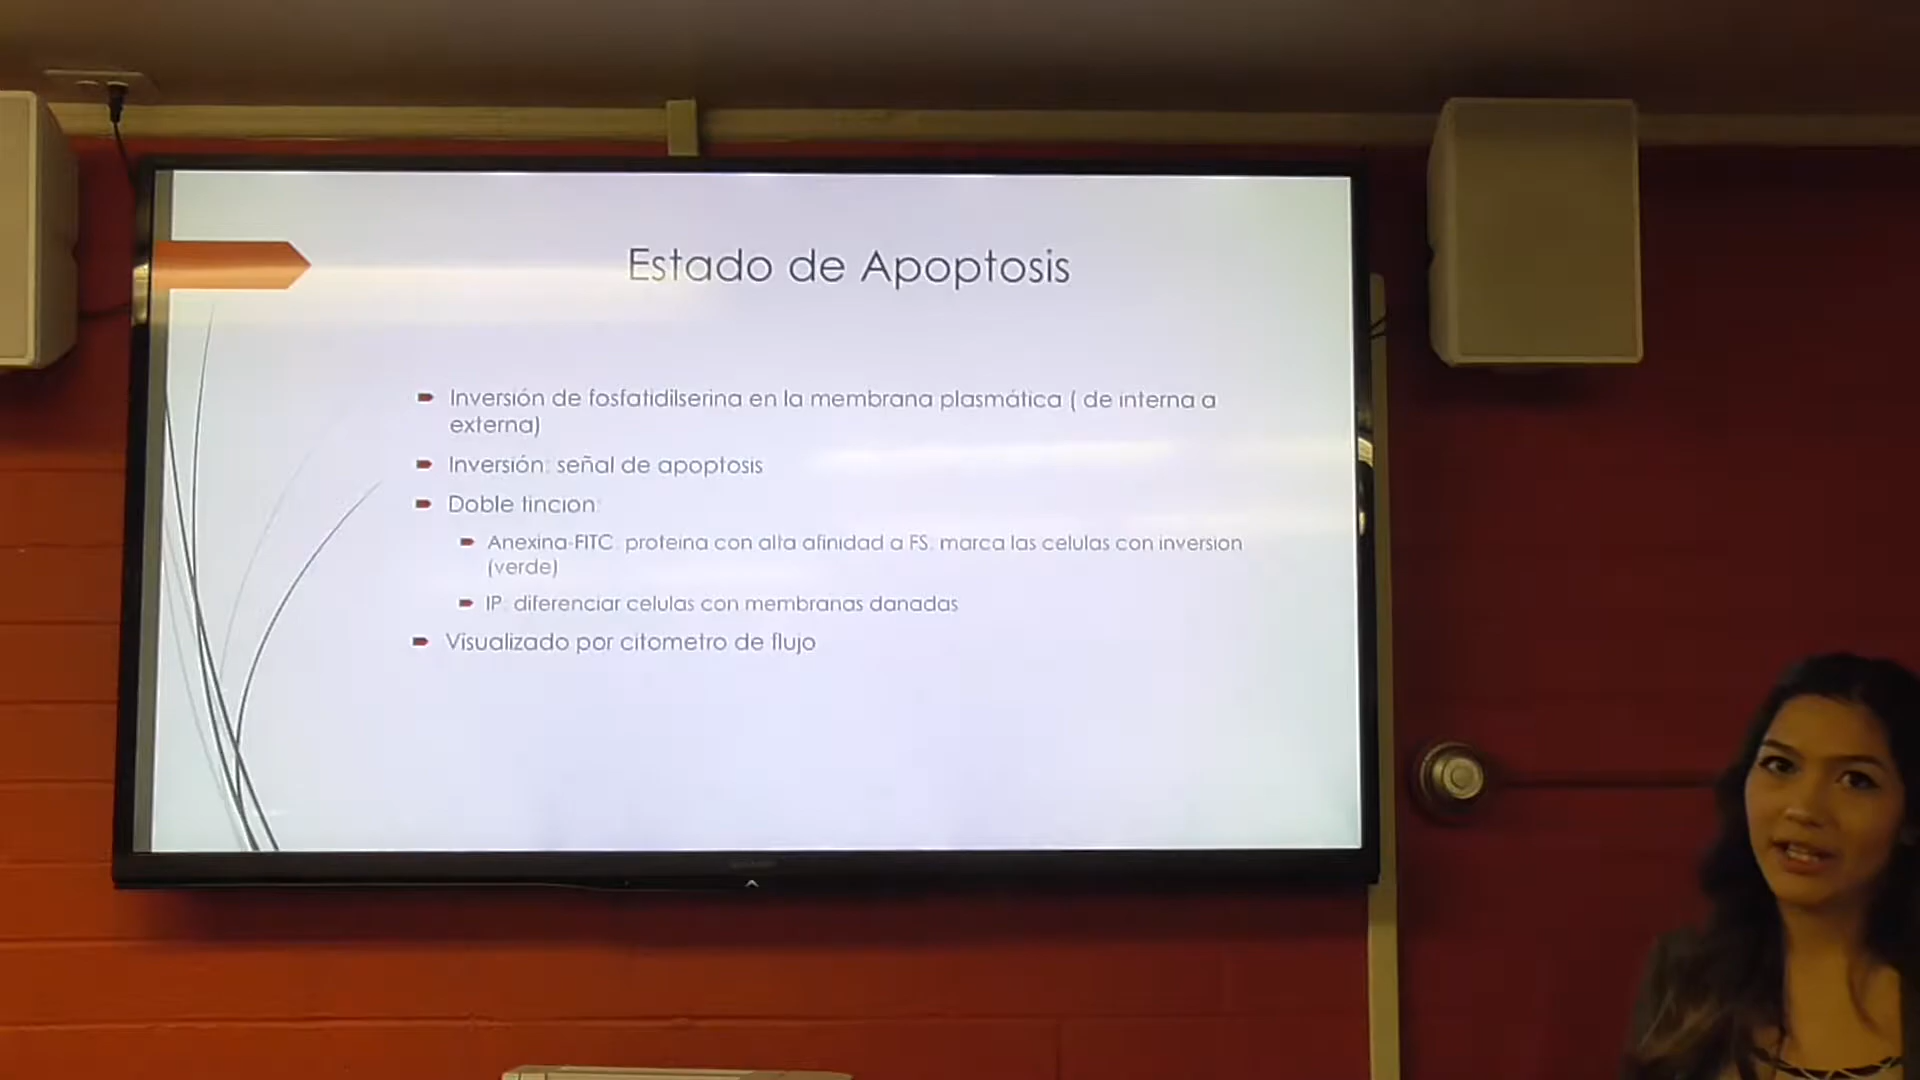 Estado de Apoptosis
Inversión de fosfatidilserina en la membrana plasmática ( de interna a
externa)
Inversión: señal de apoptosis
Doble tincion:
Anexina-FITC: proteina con alta afinidad a FS: marca las celulas con inversion
(verde)
IP: diferenciar celulas con membranas danadas
Visualizado por citometro de flujo